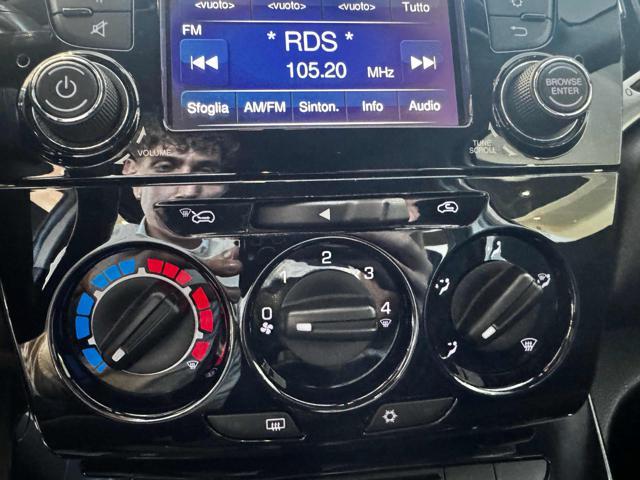 <vuoto> <vuoto> <vuoto> Tutto
FM
* RDS *
105.20 MHz
Sfoglia AM/FM Sinton. Info Audio
BROWSE
ENTER
VOLUME
TUNE
SCROLL
0 1 2 3 4